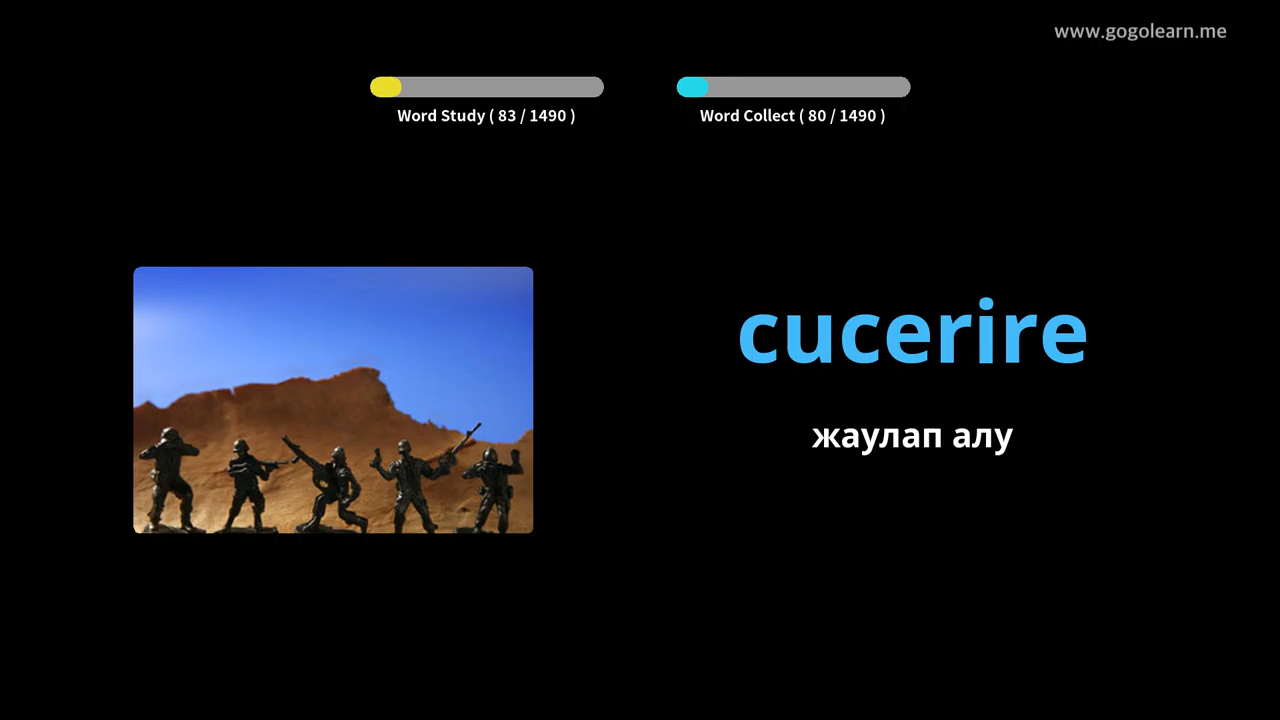 www.gogolearn.me
Word Study ( 83 / 1490 )
Word Collect ( 80 / 1490 )
cucerire
жаулап алу